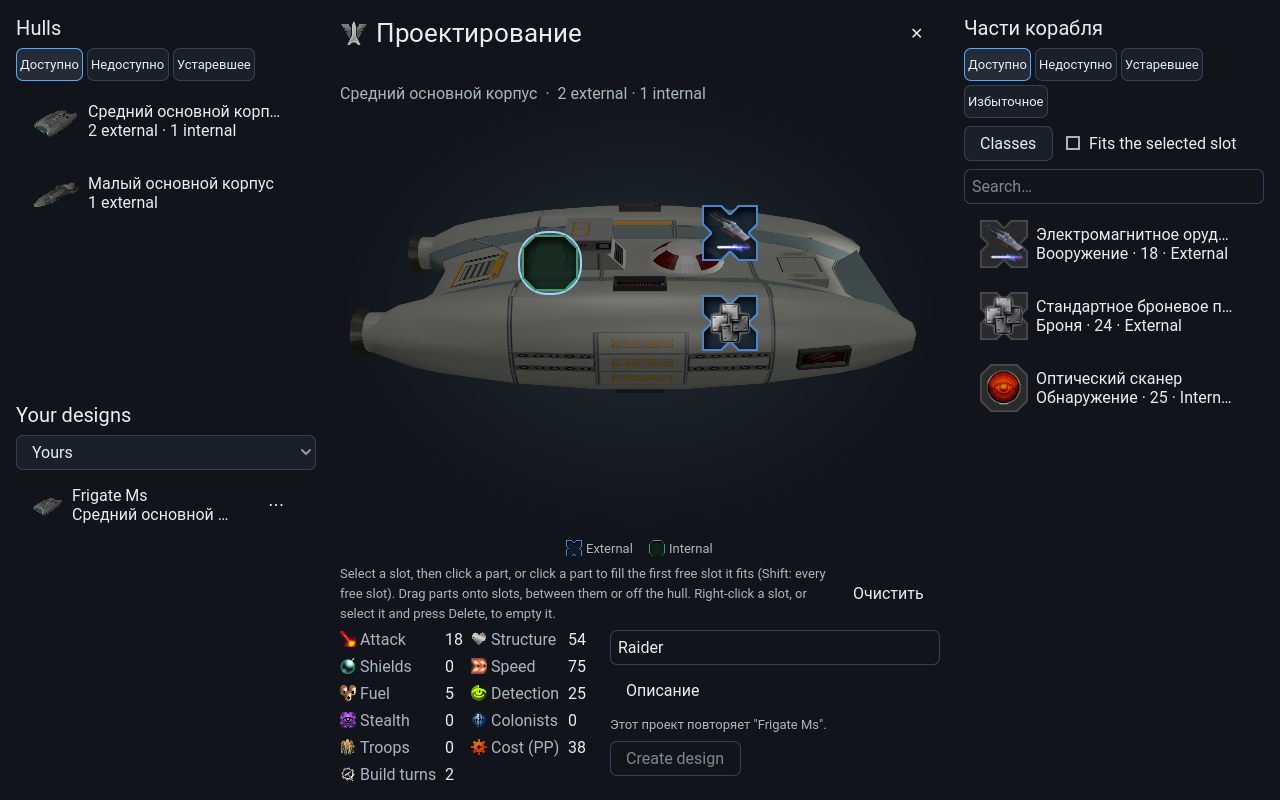 Hulls
Доступно
Недоступно
Устаревшее
Средний основной корп…
2 external · 1 internal
Малый основной корпус
1 external
Your designs
Yours
Frigate Ms
Средний основной …
…
Проектирование
×
Средний основной корпус · 2 external · 1 internal
External
Internal
Select a slot, then click a part, or click a part to fill the first free slot it fits (Shift: every
free slot). Drag parts onto slots, between them or off the hull. Right-click a slot, or
select it and press Delete, to empty it.
Очистить
Attack 18 Structure 54
Shields 0 Speed 75
Fuel 5 Detection 25
Stealth 0 Colonists 0
Troops 0 Cost (PP) 38
Build turns 2
Raider
Описание
Этот проект повторяет "Frigate Ms".
Create design
Части корабля
Доступно
Недоступно
Устаревшее
Избыточное
Classes
Fits the selected slot
Search…
Электромагнитное оруд…
Вооружение · 18 · External
Стандартное броневое п…
Броня · 24 · External
Оптический сканер
Обнаружение · 25 · Intern…